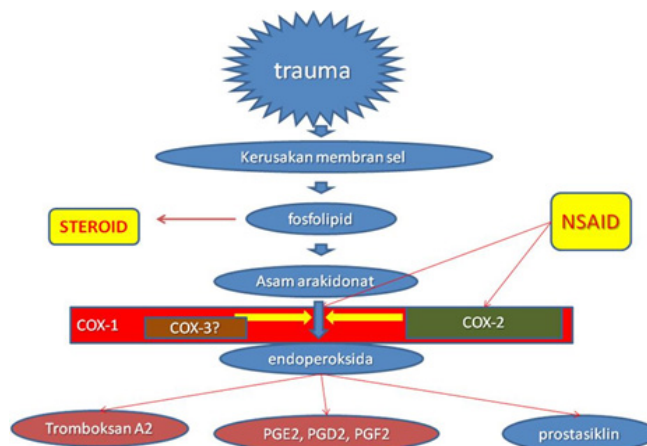 trauma
Kerusakan membran sel
STEROID
fosfolipid
NSAID
Asam arakidonat
COX-1
COX-3?
COX-2
endoperoksida
Tromboksan A2
PGE2, PGD2, PGF2
prostasiklin